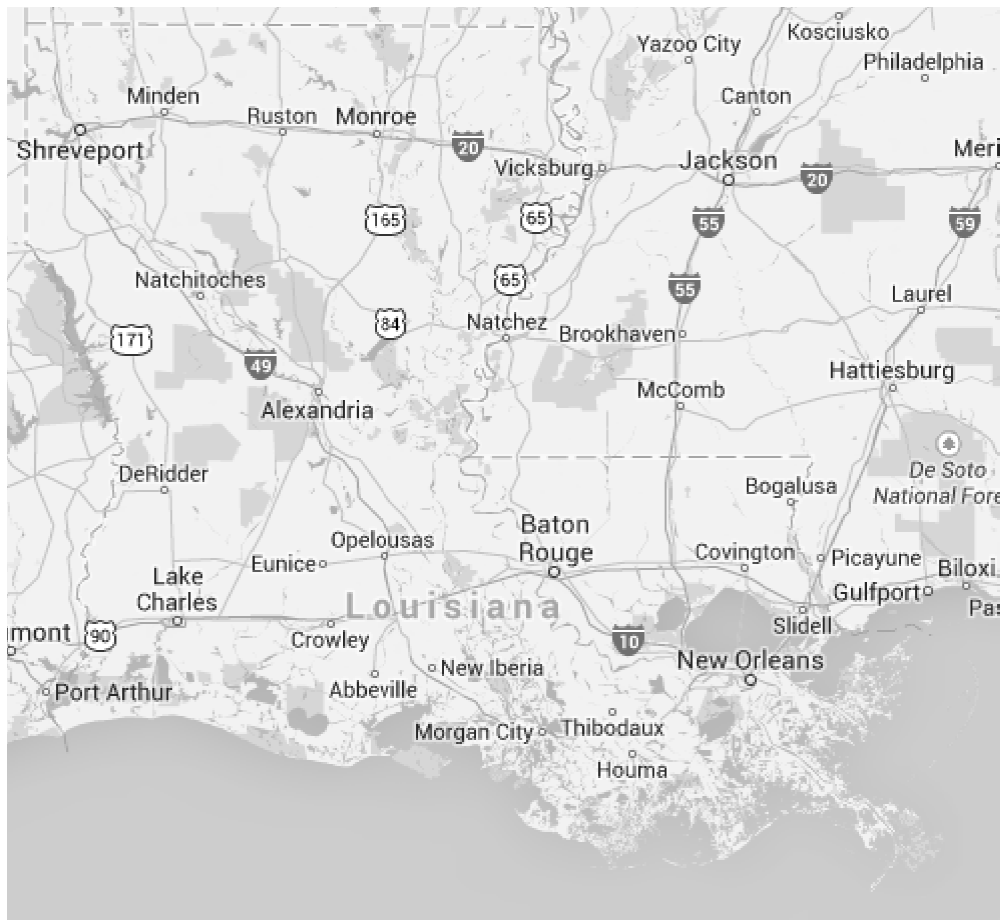 Kosciusko
Yazoo City
Philadelphia
Minden
Canton
Ruston
Monroe
20
Shreveport
Vicksburg
Jackson
Meri
20
165
65
55
59
Natchitoches
65
55
Laurel
84
Natchez
Brookhaven
171
49
Hattiesburg
McComb
Alexandria
De Soto
National Fore
DeRidder
Bogalusa
Baton
Rouge
Opelousas
Covington
Picayune
Eunice
Biloxi
Lake
Charles
Gulfport
Louisiana
Pas
mont
90
Crowley
10
Slidell
New Orleans
New Iberia
Port Arthur
Abbeville
Morgan City
Thibodaux
Houma